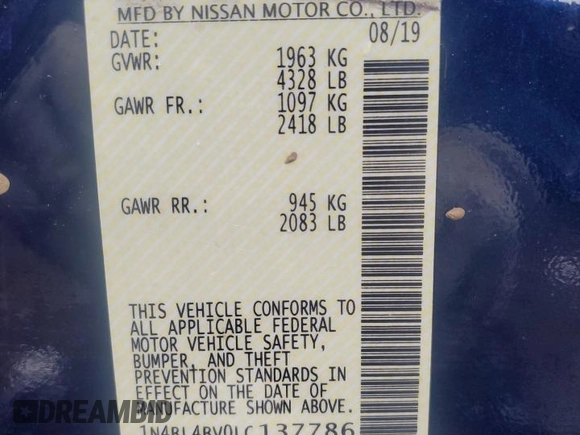 MFD BY NISSAN MOTOR CO., LTD.
DATE: 08/19
GVWR: 1963 KG
4328 LB
GAWR FR.: 1097 KG
2418 LB
GAWR RR.: 945 KG
2083 LB
THIS VEHICLE CONFORMS TO
ALL APPLICABLE FEDERAL
MOTOR VEHICLE SAFETY,
BUMPER, AND THEFT
PREVENTION STANDARDS IN
EFFECT ON THE DATE OF
MANUFACTURE SHOWN ABOVE.
1N4BL4BV0LC137786
DREAMBID